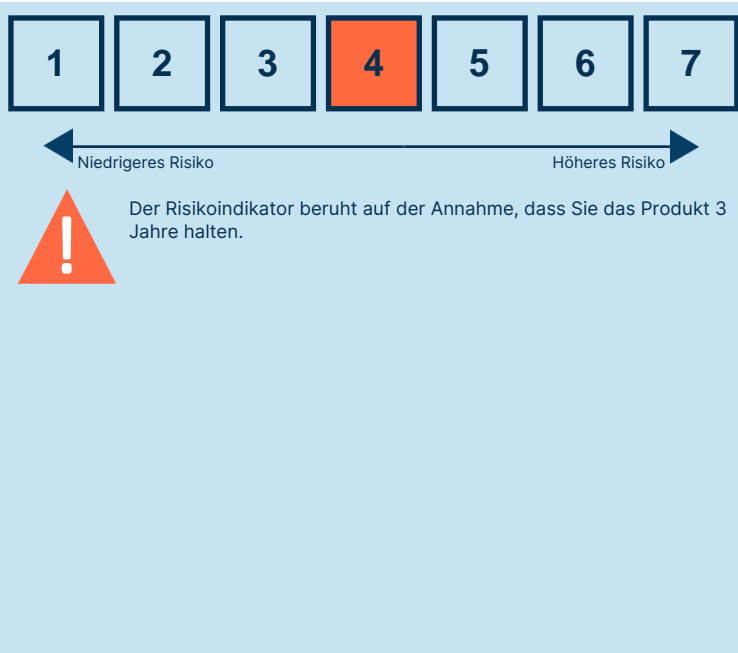 1 2 3 4 5 6 7
Niedrigeres Risiko Höheres Risiko
Der Risikoindikator beruht auf der Annahme, dass Sie das Produkt 3
Jahre halten.
!